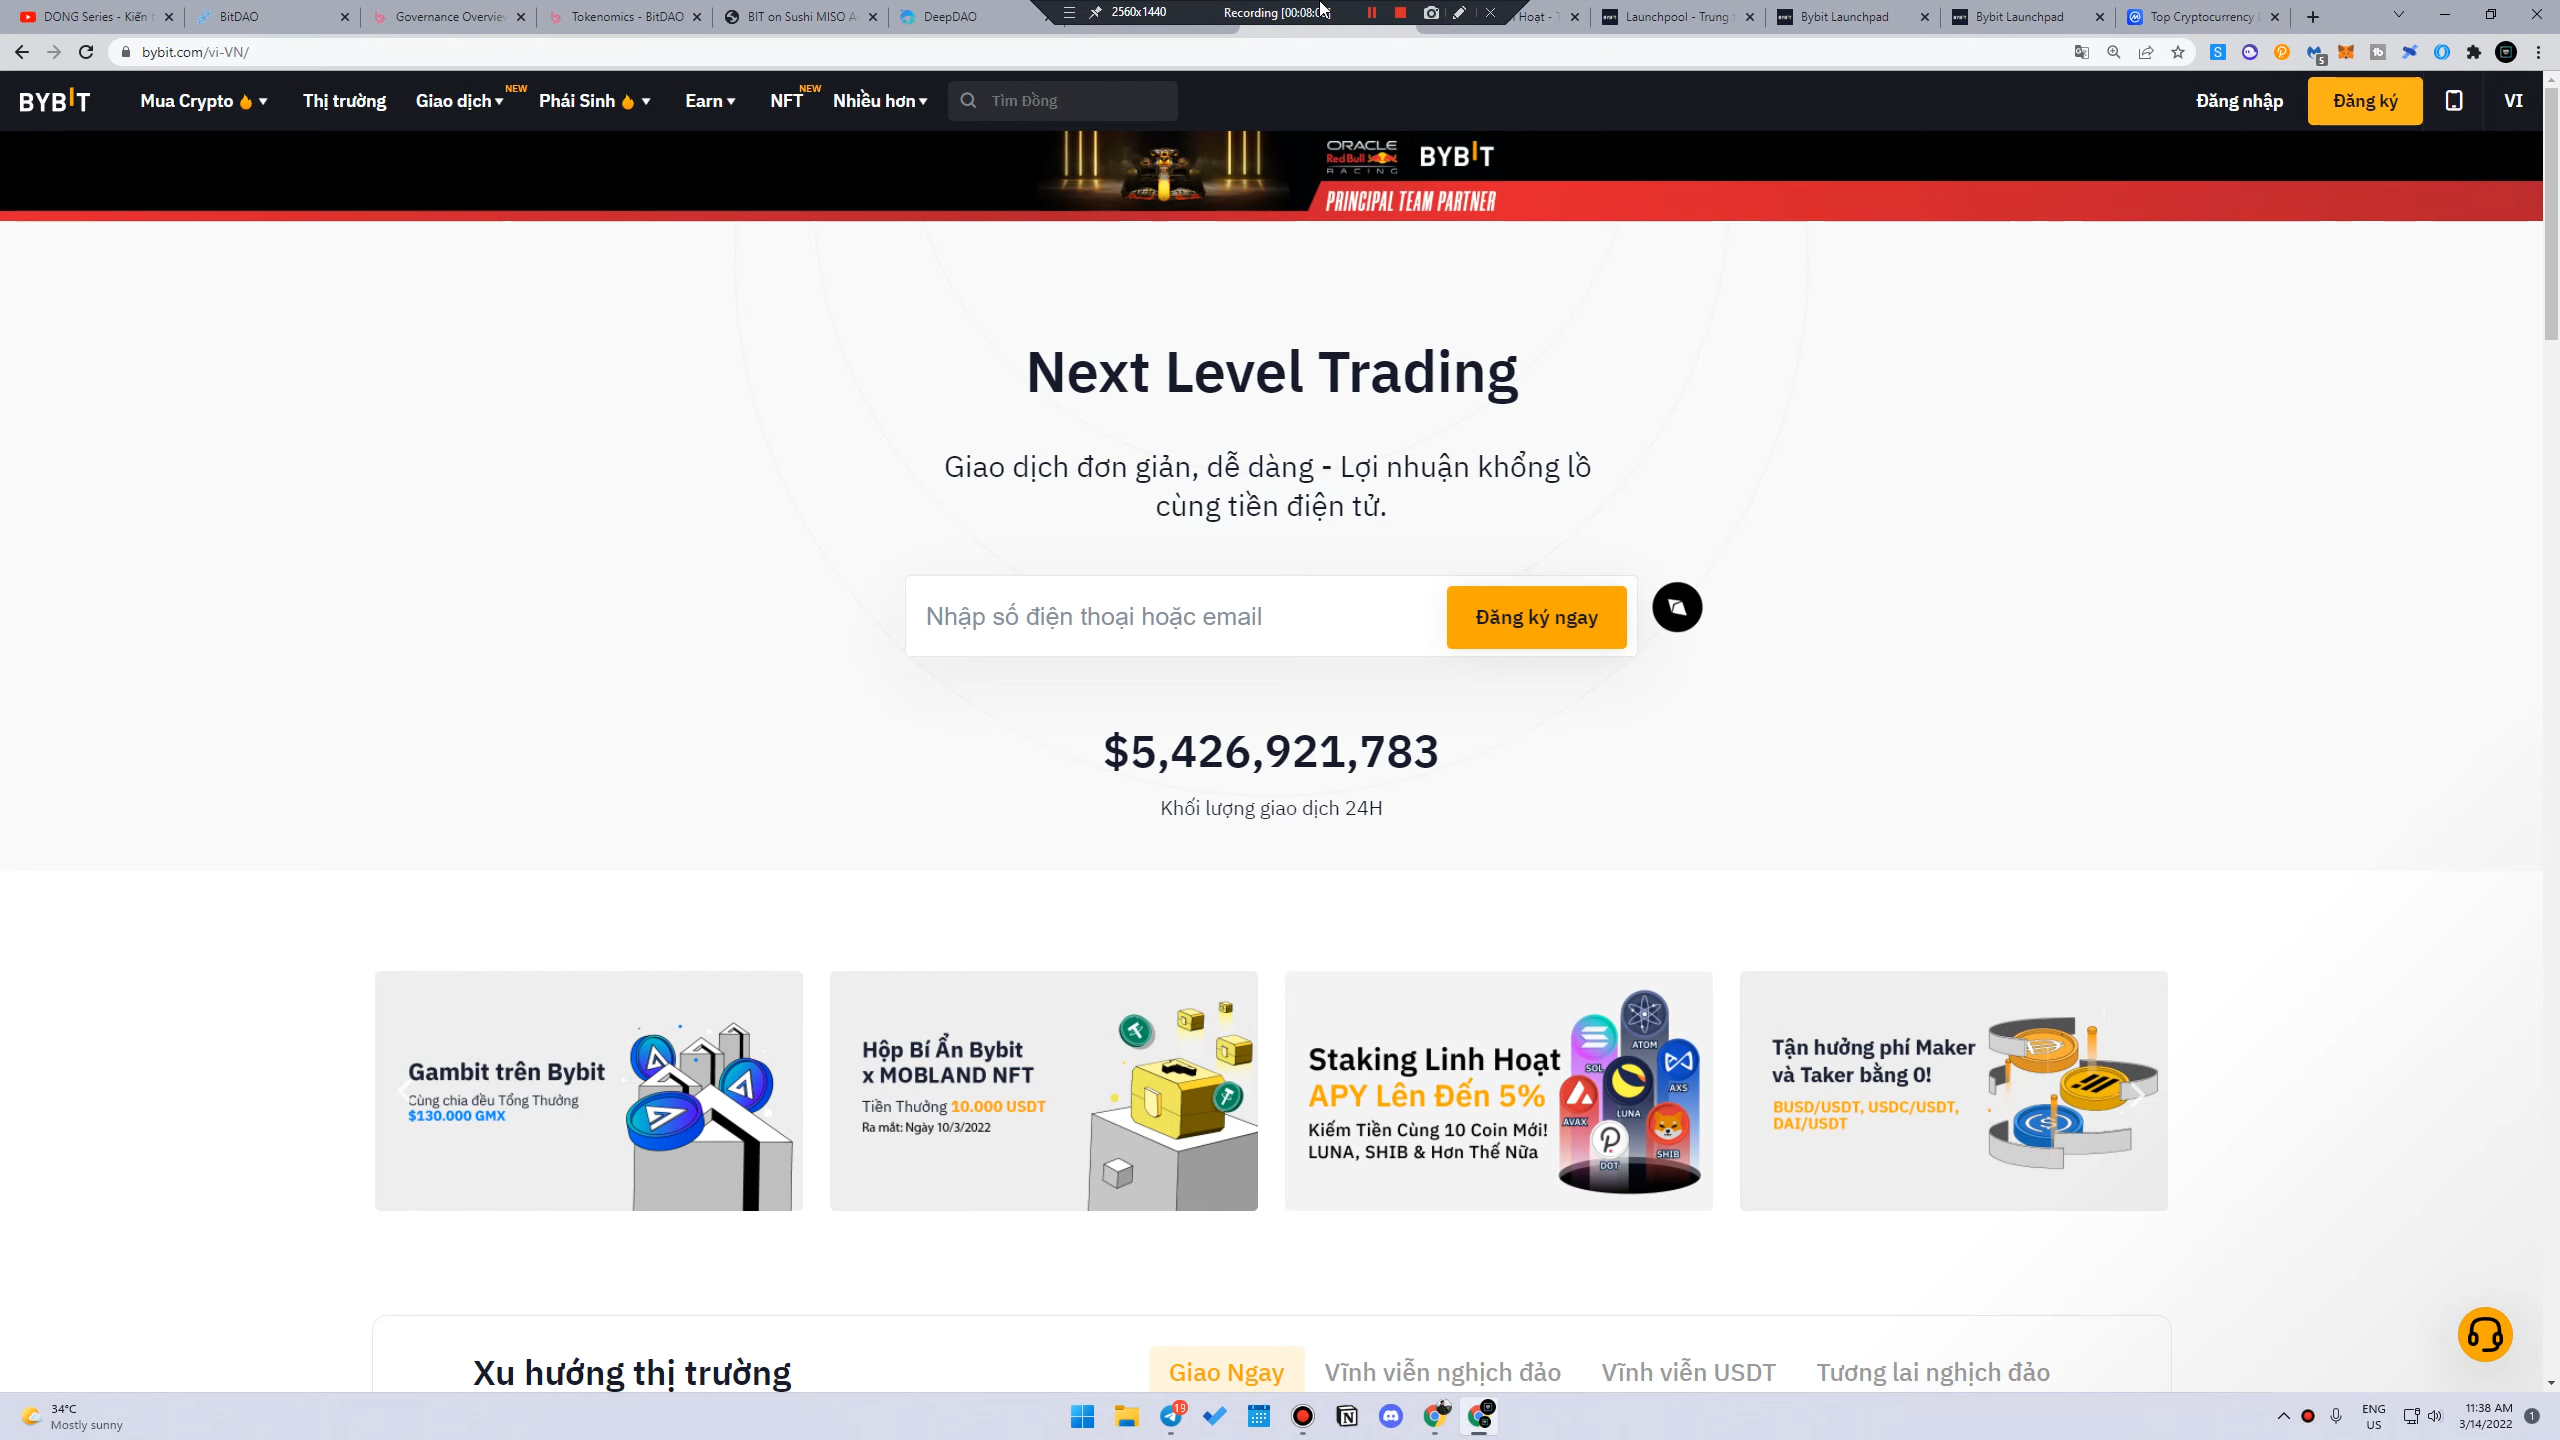 DONG Series - Kiến t
BitDAO
Governance Overview
Tokenomics - BitDAO
BIT on Sushi MISO A
DeepDAO
2560x1440
Recording [00:08:0
Hoạt - T
Launchpool - Trung
Bybit Launchpad
Bybit Launchpad
Top Cryptocurrency
bybit.com/vi-VN/
5
BYBIT
Mua Crypto
Thị trường
Giao dịch
NEW
Phái Sinh
Earn
NFT
NEW
Nhiều hơn
Tìm Đồng
Đăng nhập
Đăng ký
VI
ORACLE
Red Bull
RACING
BYBIT
PRINCIPAL TEAM PARTNER
Next Level Trading
Giao dịch đơn giản, dễ dàng - Lợi nhuận khổng lồ
cùng tiền điện tử.
Nhập số điện thoại hoặc email
Đăng ký ngay
$5,426,921,783
Khối lượng giao dịch 24H
Gambit trên Bybit
Cùng chia đều Tổng Thưởng
$130.000 GMX
Hộp Bí Ẩn Bybit
x MOBLAND NFT
Tiền Thưởng 10.000 USDT
Ra mắt: Ngày 10/3/2022
Staking Linh Hoạt
APY Lên Đến 5%
Kiếm Tiền Cùng 10 Coin Mới!
LUNA, SHIB & Hơn Thế Nữa
ATOM
SOL
AXS
LUNA
AVAX
SHIB
DOT
Tận hưởng phí Maker
và Taker bằng 0!
BUSD/USDT, USDC/USDT,
DAI/USDT
Xu hướng thị trường
Giao Ngay
Vĩnh viễn nghịch đảo
Vĩnh viễn USDT
Tương lai nghịch đảo
34°C
Mostly sunny
19
ENG
US
11:38 AM
3/14/2022
1